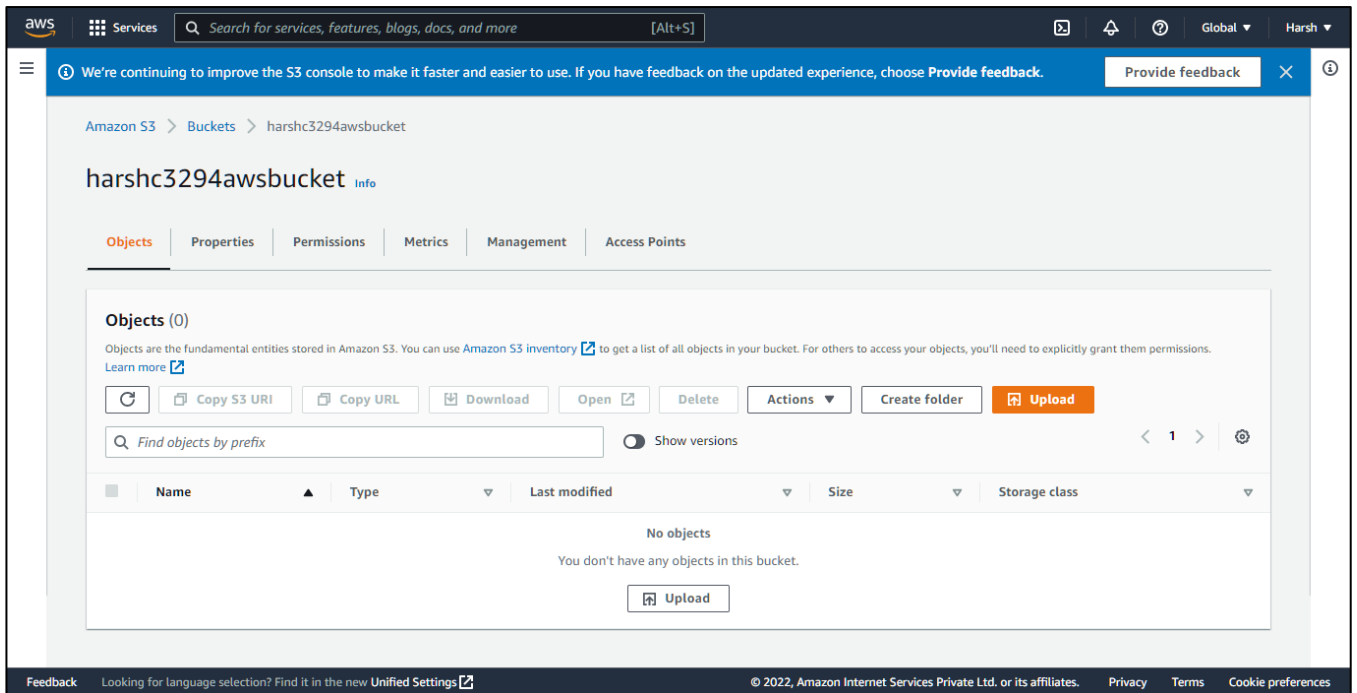 aws Services Search for services, features, blogs, docs, and more [Alt+S] Global Harsh
We're continuing to improve the S3 console to make it faster and easier to use. If you have feedback on the updated experience, choose Provide feedback. Provide feedback
Amazon S3 > Buckets > harshc3294awsbucket
harshc3294awsbucket Info
Objects Properties Permissions Metrics Management Access Points
Objects (0)
Objects are the fundamental entities stored in Amazon S3. You can use Amazon S3 inventory to get a list of all objects in your bucket. For others to access your objects, you'll need to explicitly grant them permissions.
Learn more
Copy S3 URI Copy URL Download Open Delete Actions Create folder Upload
Find objects by prefix Show versions < 1 >
Name Type Last modified Size Storage class
No objects
You don't have any objects in this bucket.
Upload
Feedback Looking for language selection? Find it in the new Unified Settings © 2022, Amazon Internet Services Private Ltd. or its affiliates. Privacy Terms Cookie preferences